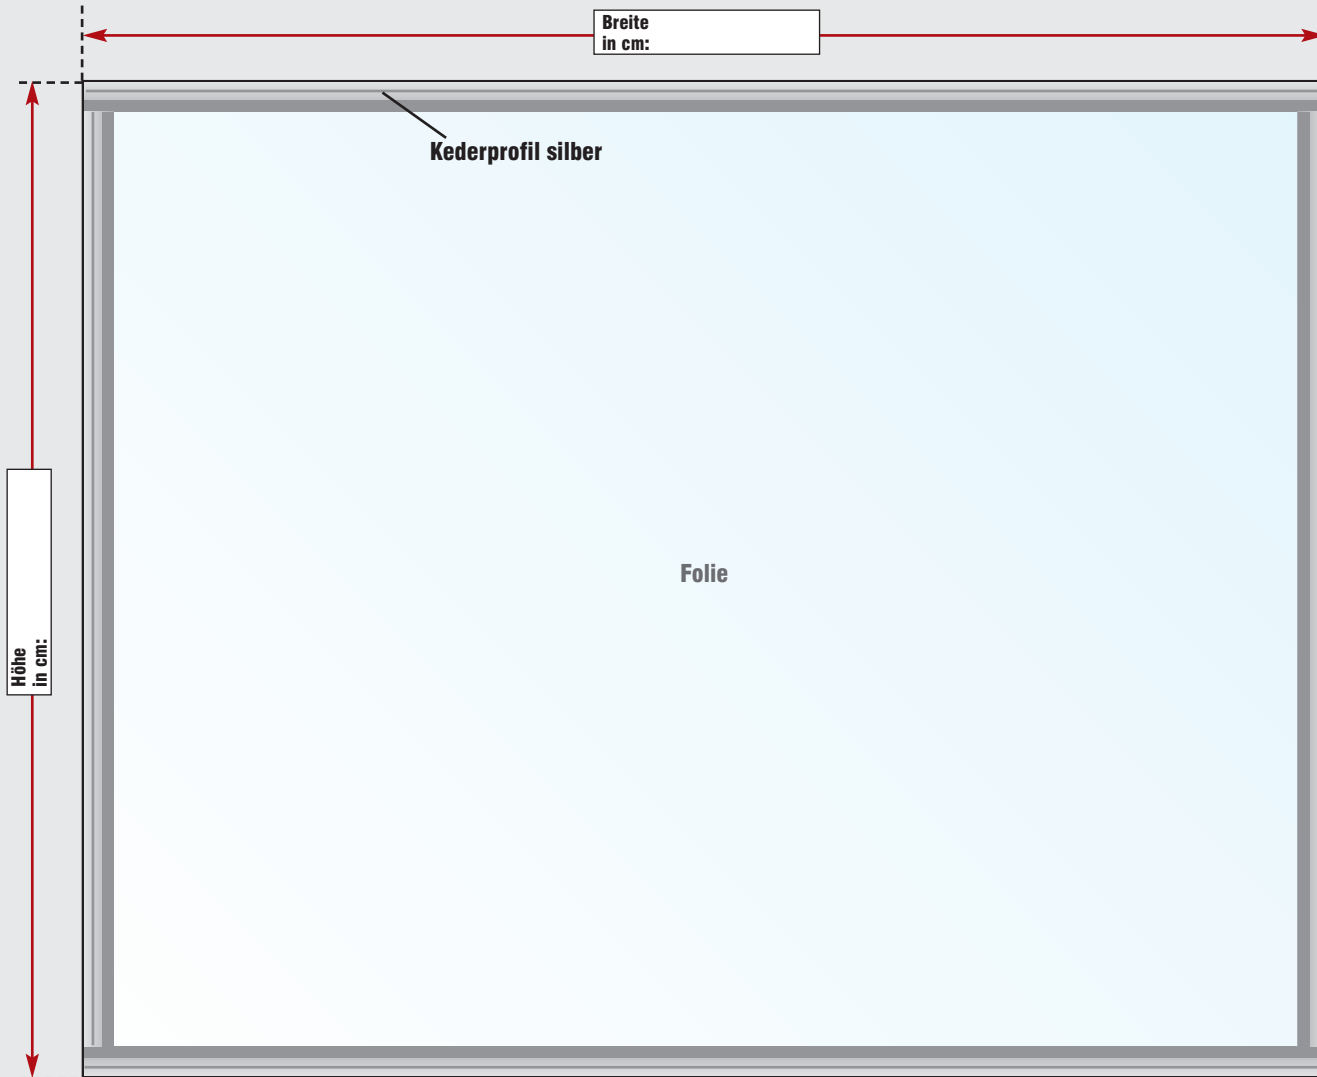 Breite
in cm:
Kederprofil silber
Folie
Höhe
in cm: